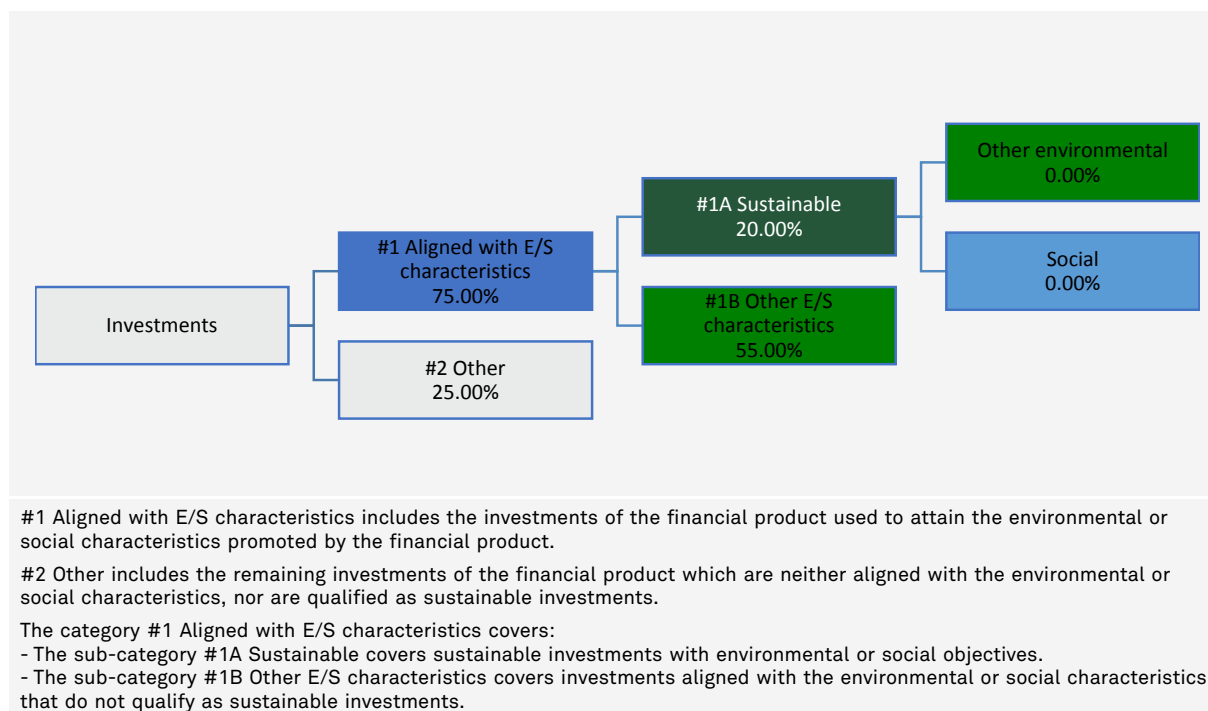 Investments
#1 Aligned with E/S
characteristics
75.00%
#2 Other
25.00%
#1A Sustainable
20.00%
#1B Other E/S
characteristics
55.00%
Other environmental
0.00%
Social
0.00%
#1 Aligned with E/S characteristics includes the investments of the financial product used to attain the environmental or
social characteristics promoted by the financial product.
#2 Other includes the remaining investments of the financial product which are neither aligned with the environmental or
social characteristics, nor are qualified as sustainable investments.
The category #1 Aligned with E/S characteristics covers:
- The sub-category #1A Sustainable covers sustainable investments with environmental or social objectives.
- The sub-category #1B Other E/S characteristics covers investments aligned with the environmental or social characteristics
that do not qualify as sustainable investments.